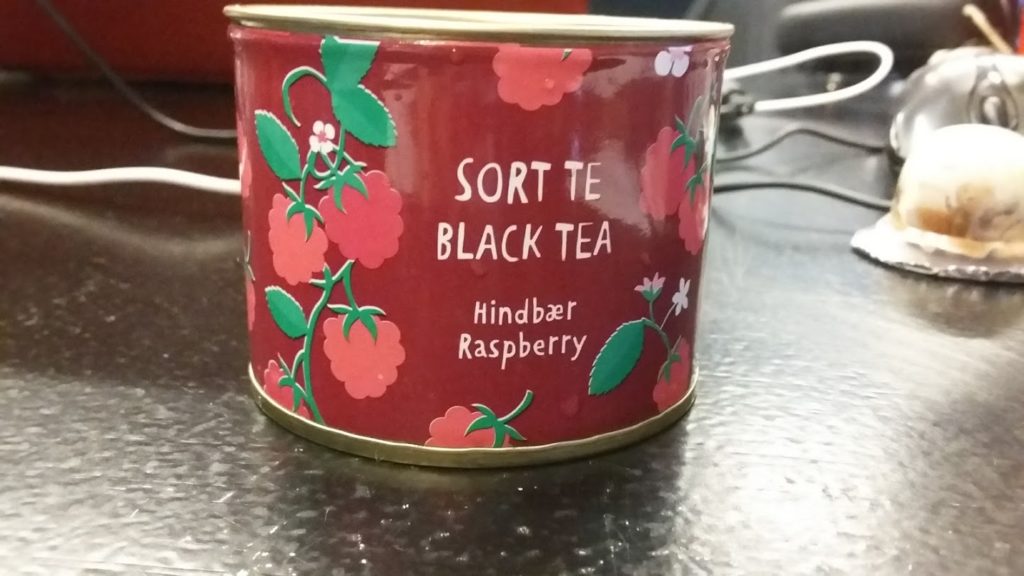 SORT TE
BLACK TEA
Hindbær
Raspberry